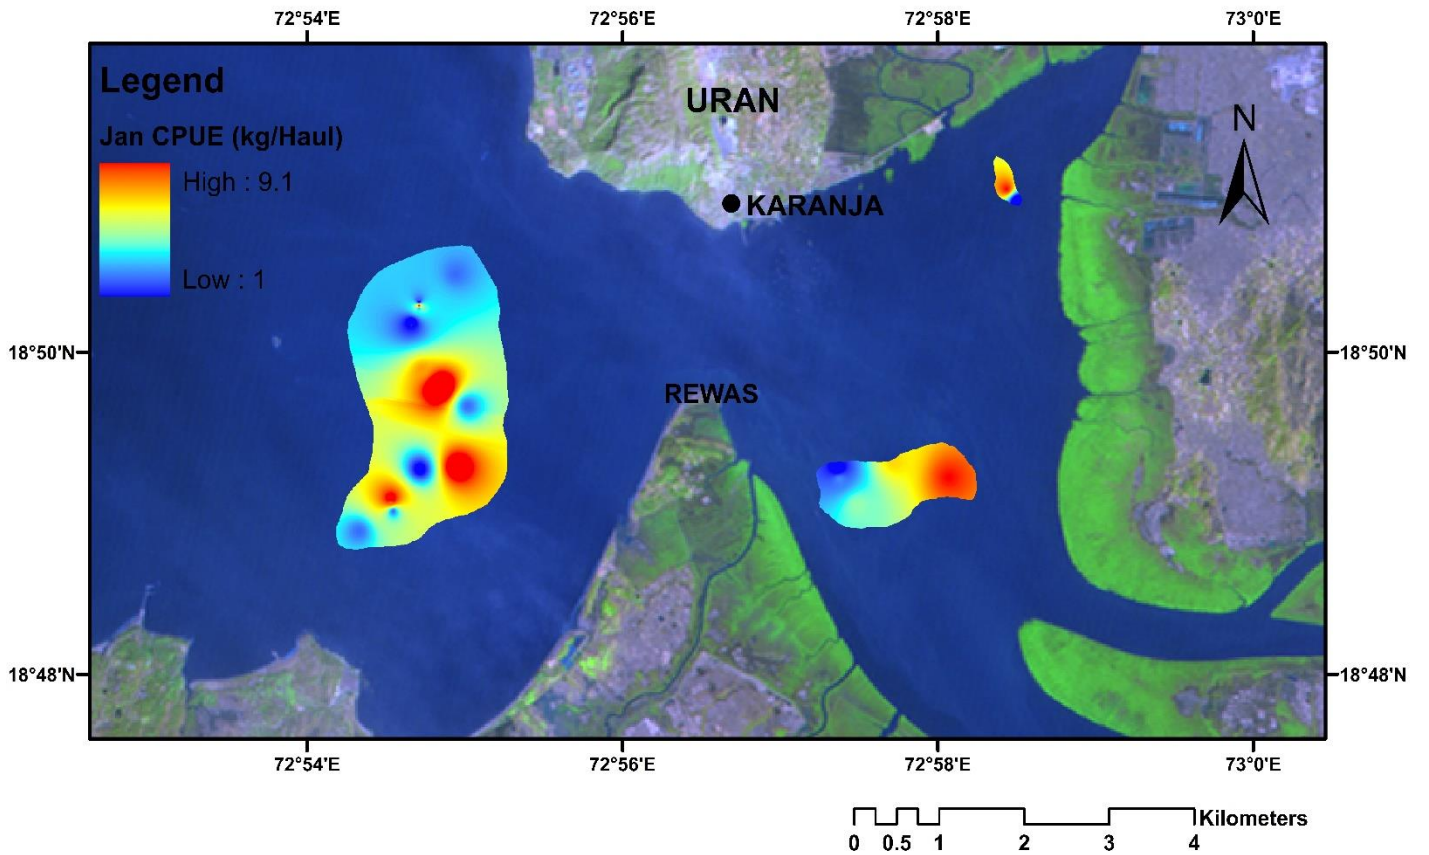 72°54'E 72°56'E 72°58'E 73°0'E
Legend
Jan CPUE (kg/Haul)
High : 9.1
Low : 1
URAN
N
KARANJA
18°50'N 18°50'N
REWAS
18°48'N 18°48'N
72°54'E 72°56'E 72°58'E 73°0'E
Kilometers
0 0.5 1 2 3 4